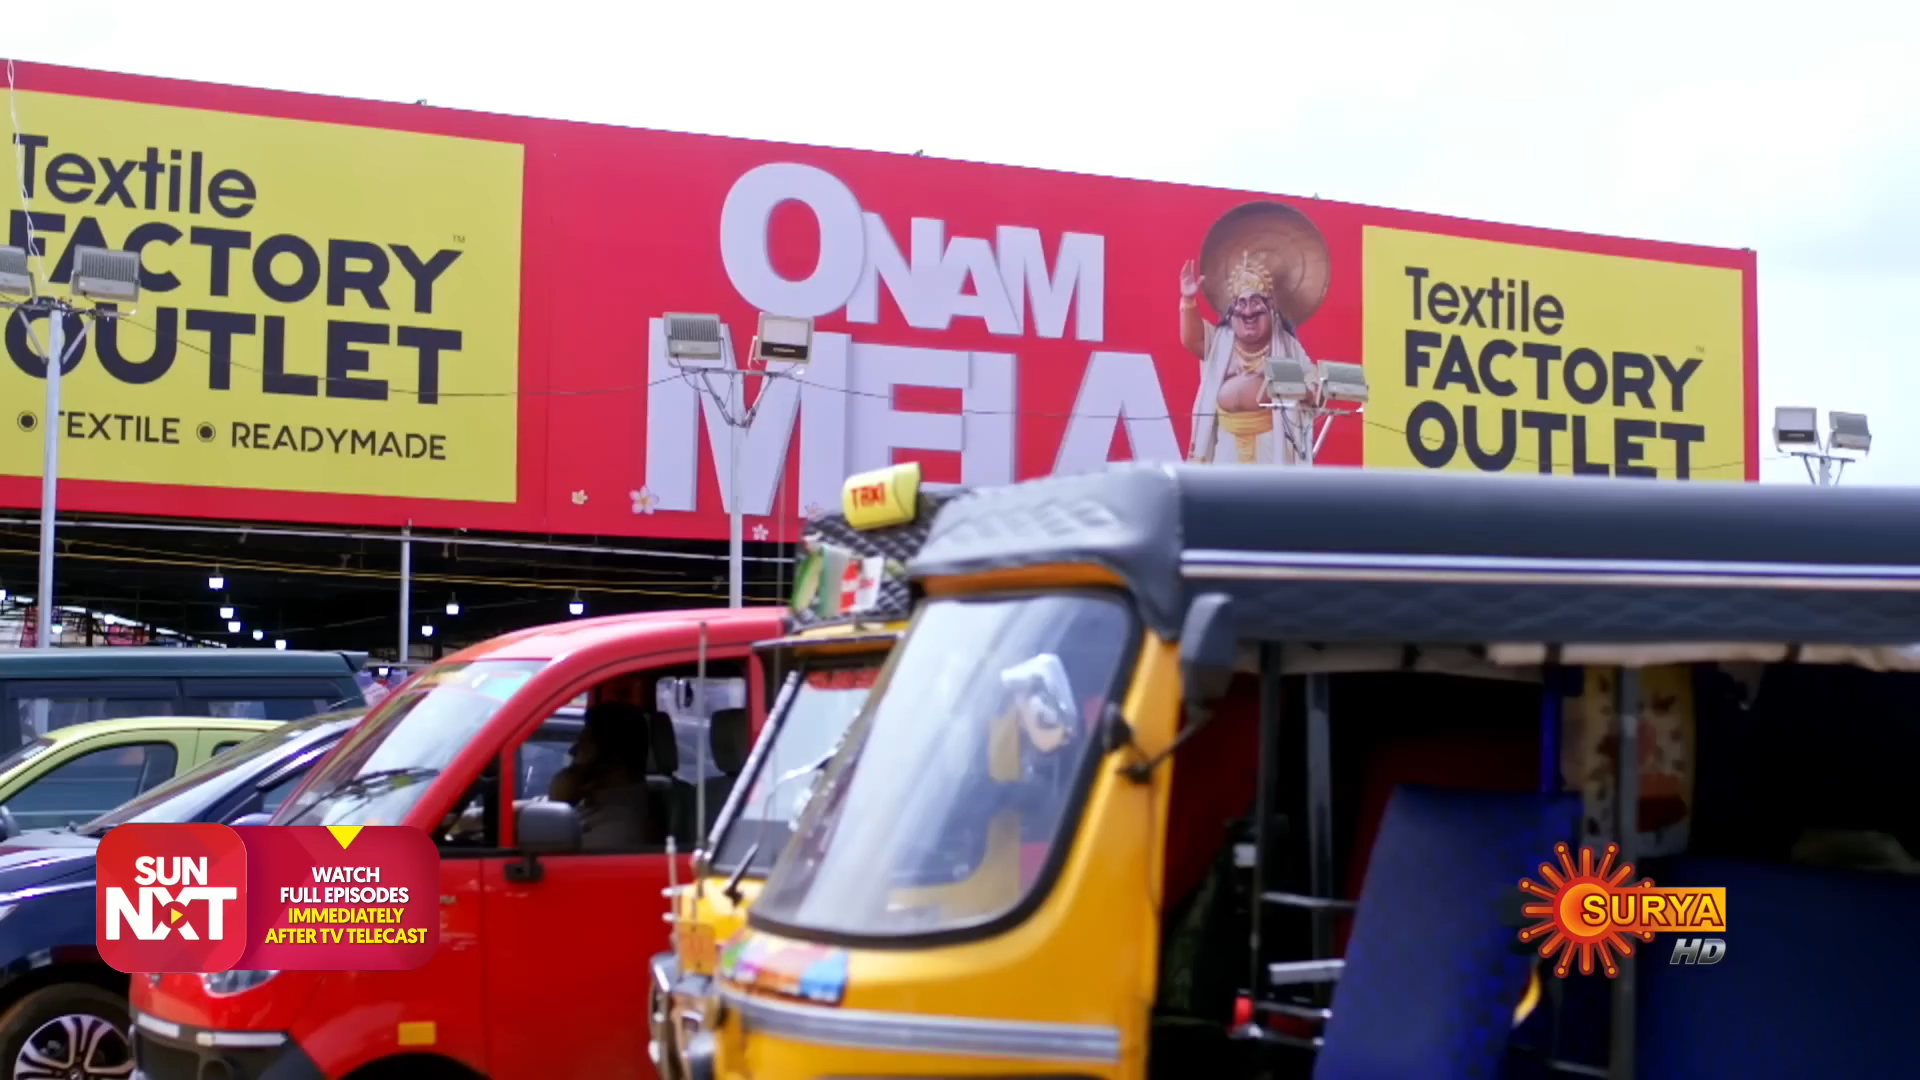 Textile
FACTORY
OUTLET
TEXTILE READYMADE
ONAM
MELA
Textile
FACTORY
OUTLET
TAXI
SUN
NXT
WATCH
FULL EPISODES
IMMEDIATELY
AFTER TV TELECAST
SURYA
HD